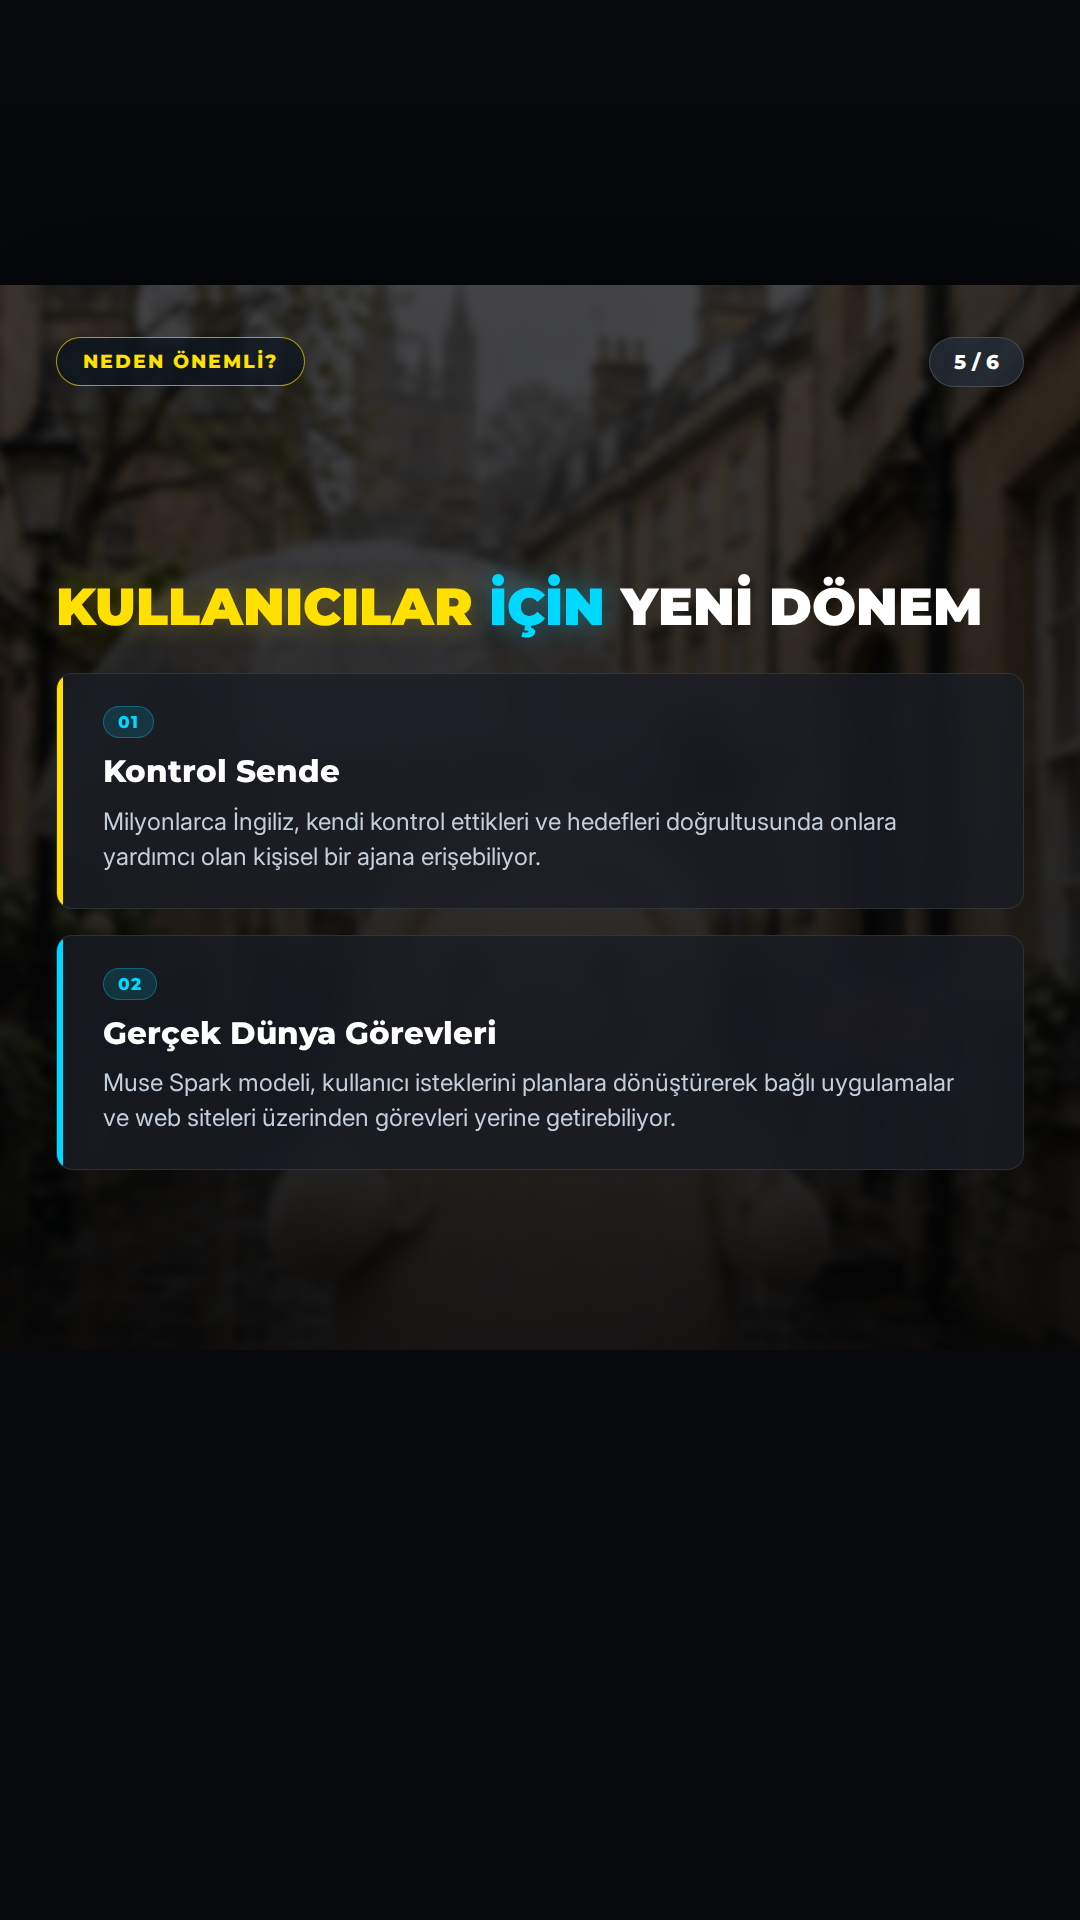 NEDEN ÖNEMLİ?
5 / 6
KULLANICILAR İÇİN YENİ DÖNEM
01
Kontrol Sende
Milyonlarca İngiliz, kendi kontrol ettikleri ve hedefleri doğrultusunda onlara
yardımcı olan kişisel bir ajana erişebiliyor.
02
Gerçek Dünya Görevleri
Muse Spark modeli, kullanıcı isteklerini planlara dönüştürerek bağlı uygulamalar
ve web siteleri üzerinden görevleri yerine getirebiliyor.